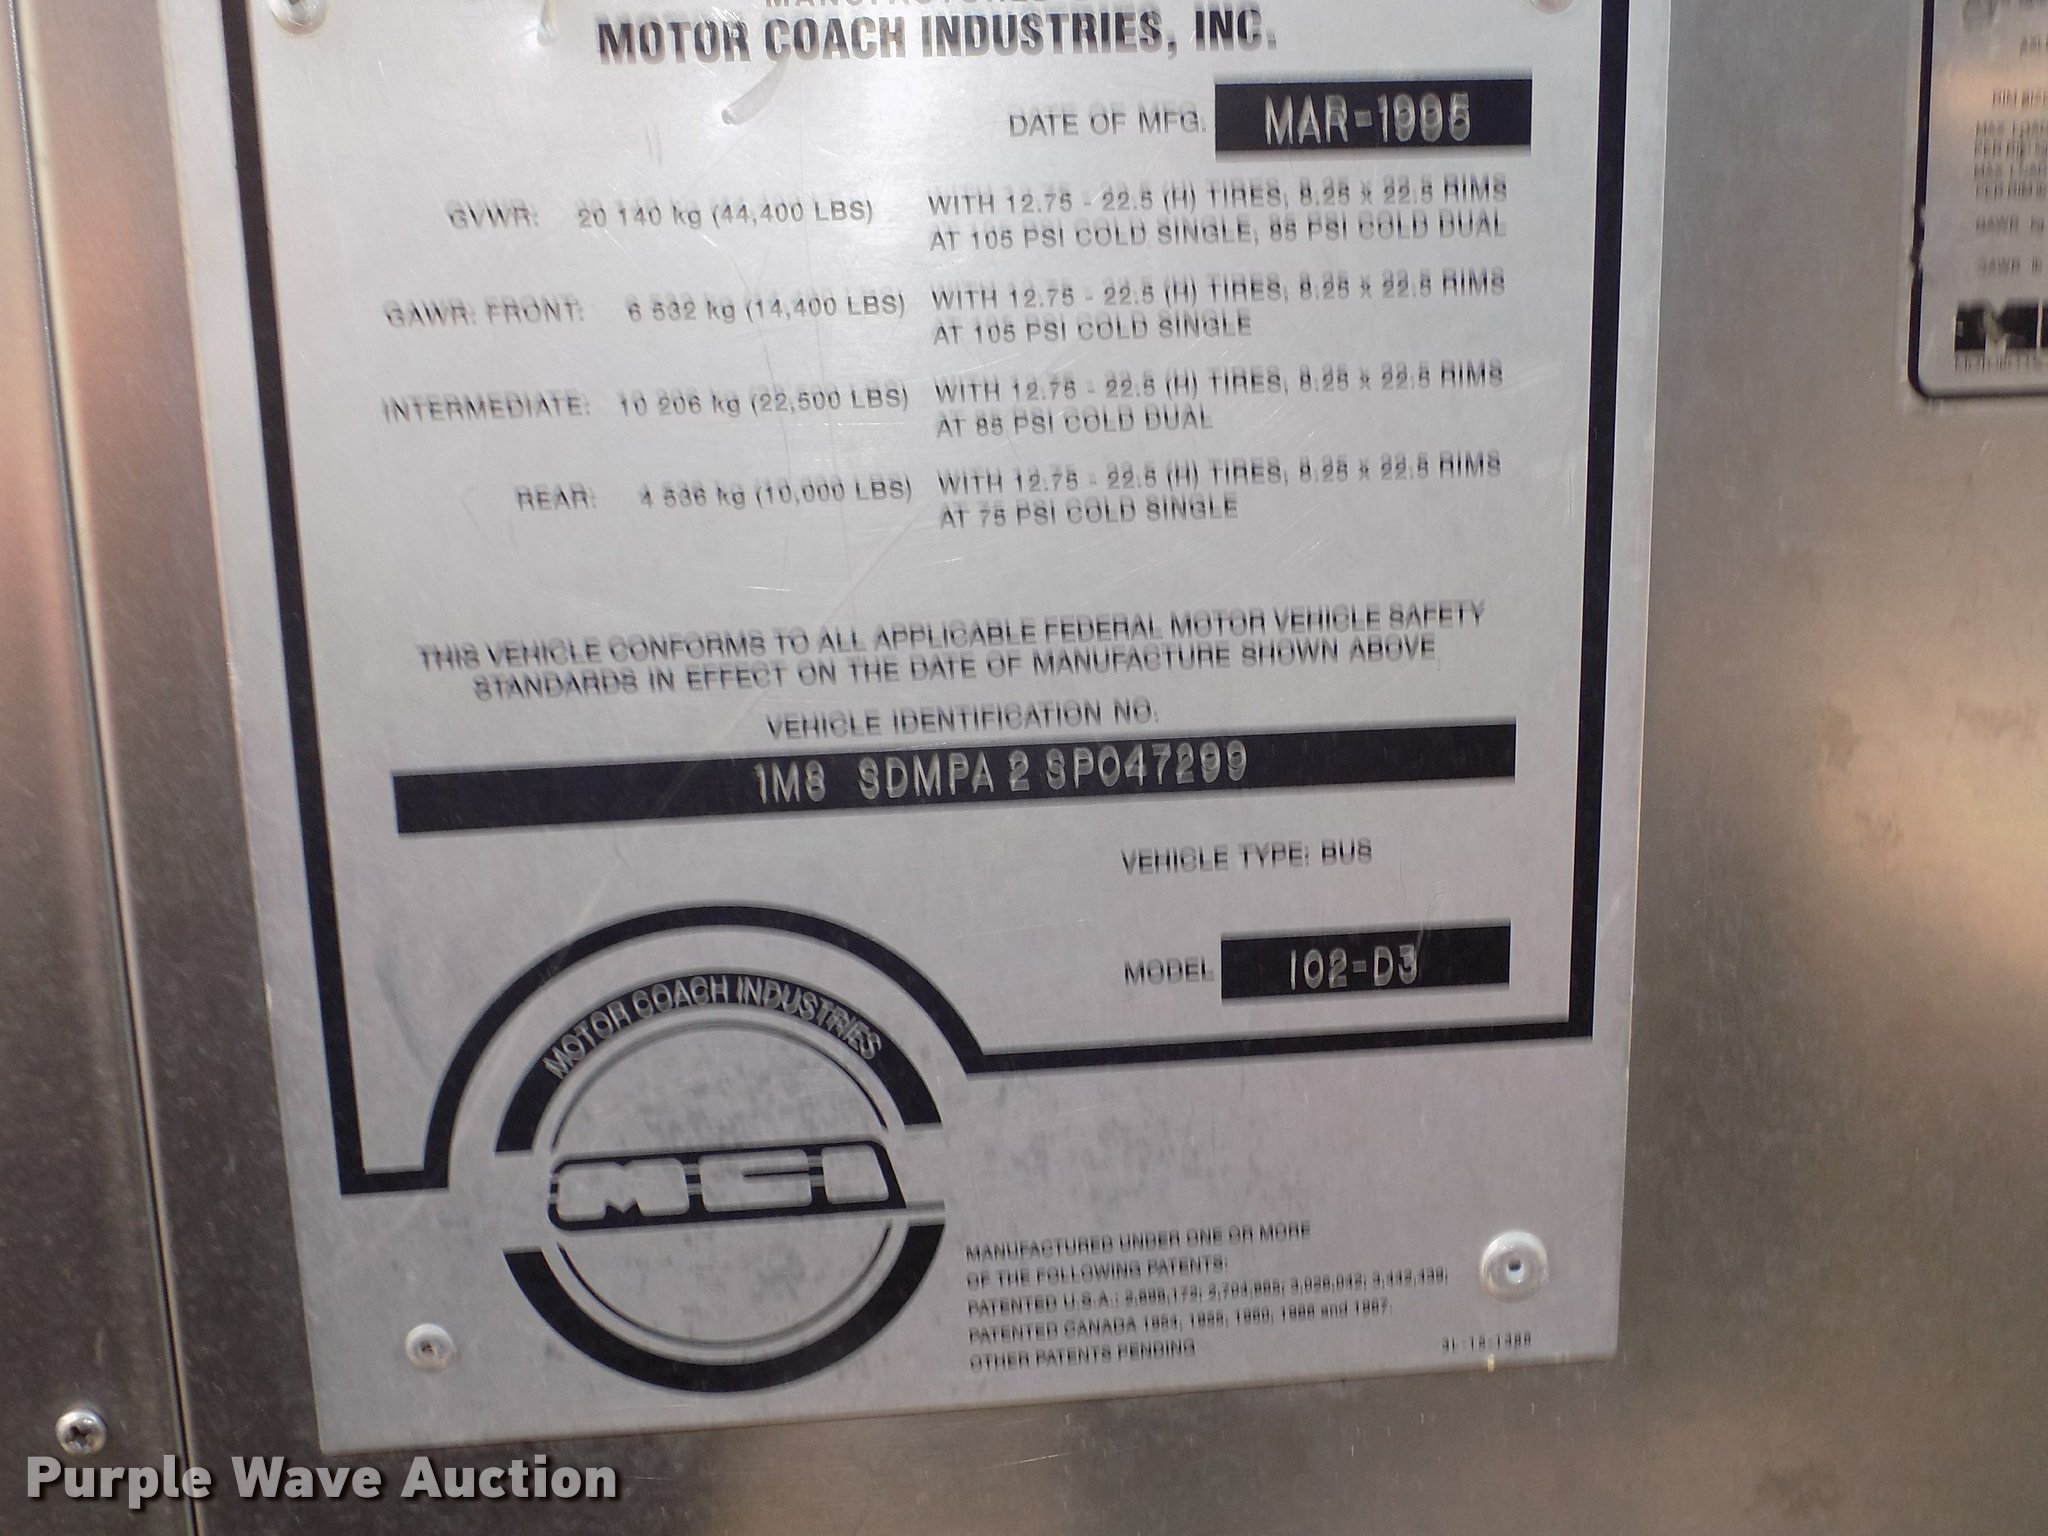 MANUFACTURED
MOTOR COACH INDUSTRIES, INC.
DATE OF MFG. MAR-1995
GVWR: 20 140 kg (44,400 LBS) WITH 12.75 - 22.5 (H) TIRES, 8.25 x 22.5 RIMS
AT 105 PSI COLD SINGLE, 85 PSI COLD DUAL
GAWR: FRONT: 6 532 kg (14,400 LBS) WITH 12.75 - 22.5 (H) TIRES, 8.25 x 22.5 RIMS
AT 105 PSI COLD SINGLE
INTERMEDIATE: 10 206 kg (22,500 LBS) WITH 12.75 - 22.5 (H) TIRES, 8.25 x 22.5 RIMS
AT 85 PSI COLD DUAL
REAR: 4 536 kg (10,000 LBS) WITH 12.75 - 22.5 (H) TIRES, 8.25 x 22.5 RIMS
AT 75 PSI COLD SINGLE
THIS VEHICLE CONFORMS TO ALL APPLICABLE FEDERAL MOTOR VEHICLE SAFETY
STANDARDS IN EFFECT ON THE DATE OF MANUFACTURE SHOWN ABOVE
VEHICLE IDENTIFICATION NO.
1M8 SDMPA 2 SP047299
VEHICLE TYPE: BUS
MODEL 102-D3
MOTOR COACH INDUSTRIES
MCI
MANUFACTURED UNDER ONE OR MORE
OF THE FOLLOWING PATENTS:
PATENTED U.S.A.:
PATENTED CANADA and
OTHER PATENTS PENDING
Purple Wave Auction